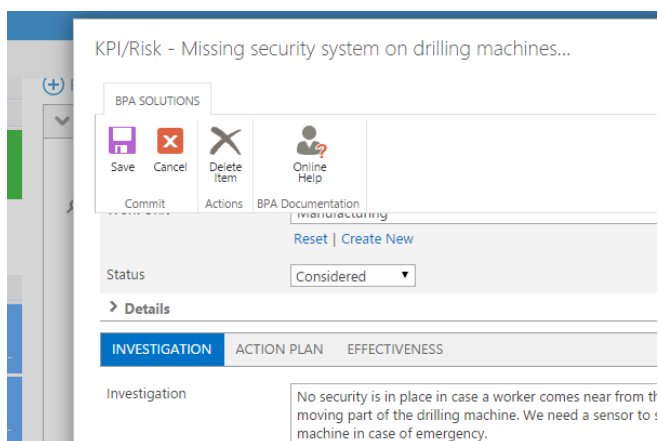 KPI/Risk - Missing security system on drilling machines...
BPA SOLUTIONS
Save Cancel Delete Item Online Help
Commit Actions BPA Documentation
Manufacturing
Reset | Create New
Status Considered
Details
INVESTIGATION ACTION PLAN EFFECTIVENESS
Investigation No security is in place in case a worker comes near from
moving part of the drilling machine. We need a sensor to
machine in case of emergency.